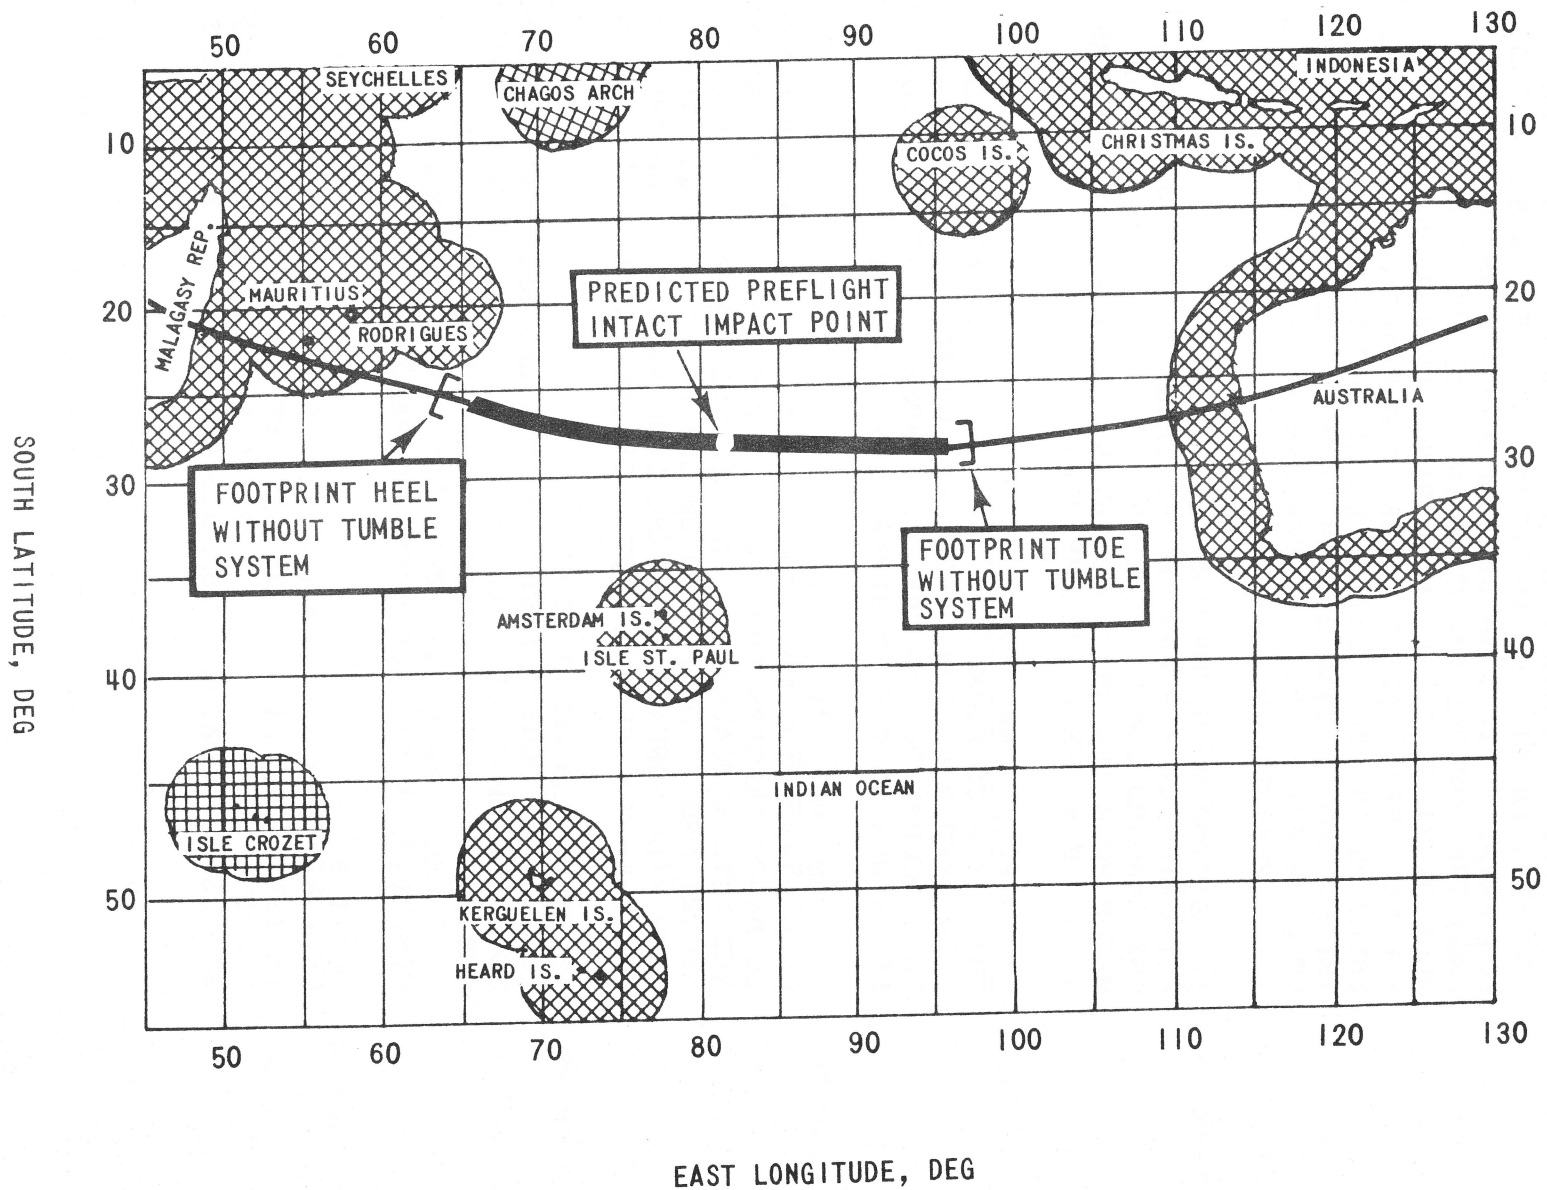 50 60 70 80 90 100 110 120 130
SEYCHELLES
CHAGOS ARCH
INDONESIA
10
10
COCOS IS.
CHRISTMAS IS.
MALAGASY REP.
MAURITIUS
RODRIGUES
PREDICTED PREFLIGHT
INTACT IMPACT POINT
20
20
AUSTRALIA
30
30
FOOTPRINT HEEL
WITHOUT TUMBLE
SYSTEM
FOOTPRINT TOE
WITHOUT TUMBLE
SYSTEM
AMSTERDAM IS.
ISLE ST. PAUL
40
40
SOUTH LATITUDE, DEG
INDIAN OCEAN
ISLE CROZET
50
50
KERGUELEN IS.
HEARD IS.
50 60 70 80 90 100 110 120 130
EAST LONGITUDE, DEG